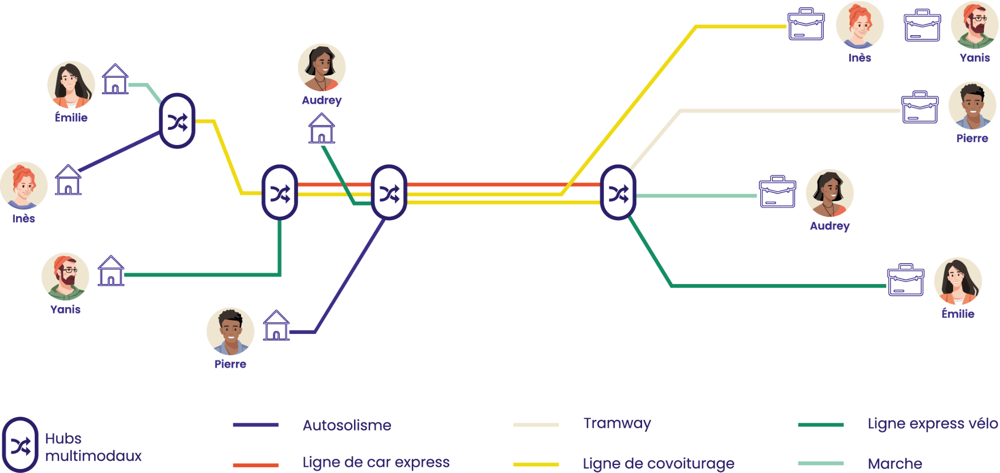 Inès
Yanis
Émilie
Audrey
Pierre
Inès
Audrey
Yanis
Émilie
Pierre
Hubs
multimodaux
Autosolisme
Tramway
Ligne express vélo
Ligne de car express
Ligne de covoiturage
Marche